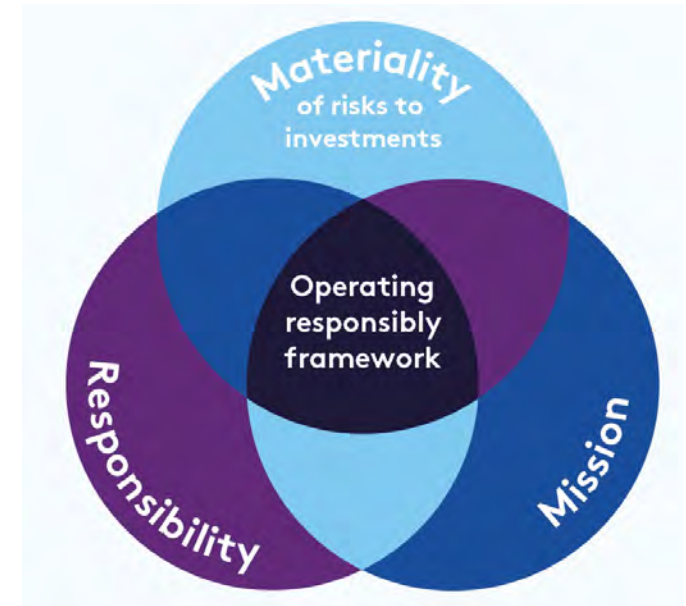 Materiality
of risks to
investments
Operating
responsibly
framework
Responsibility
Mission